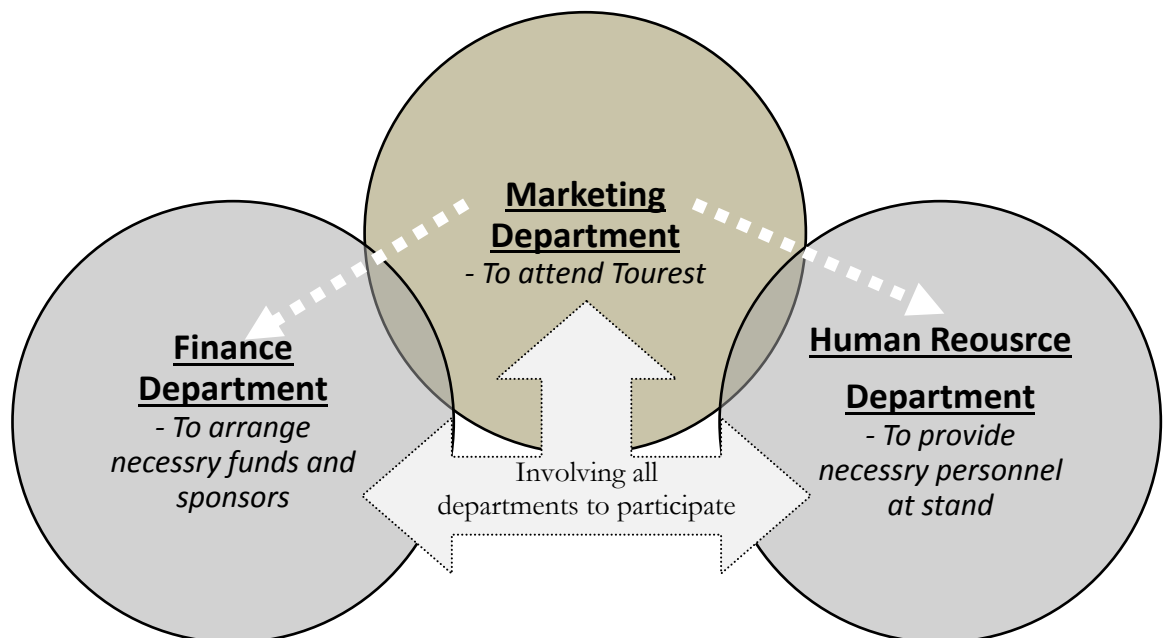 Marketing
Department
- To attend Tourest
Finance
Department
- To arrange
necessry funds and
sponsors
Human Reousrce
Department
- To provide
necessry personnel
at stand
Involving all
departments to participate